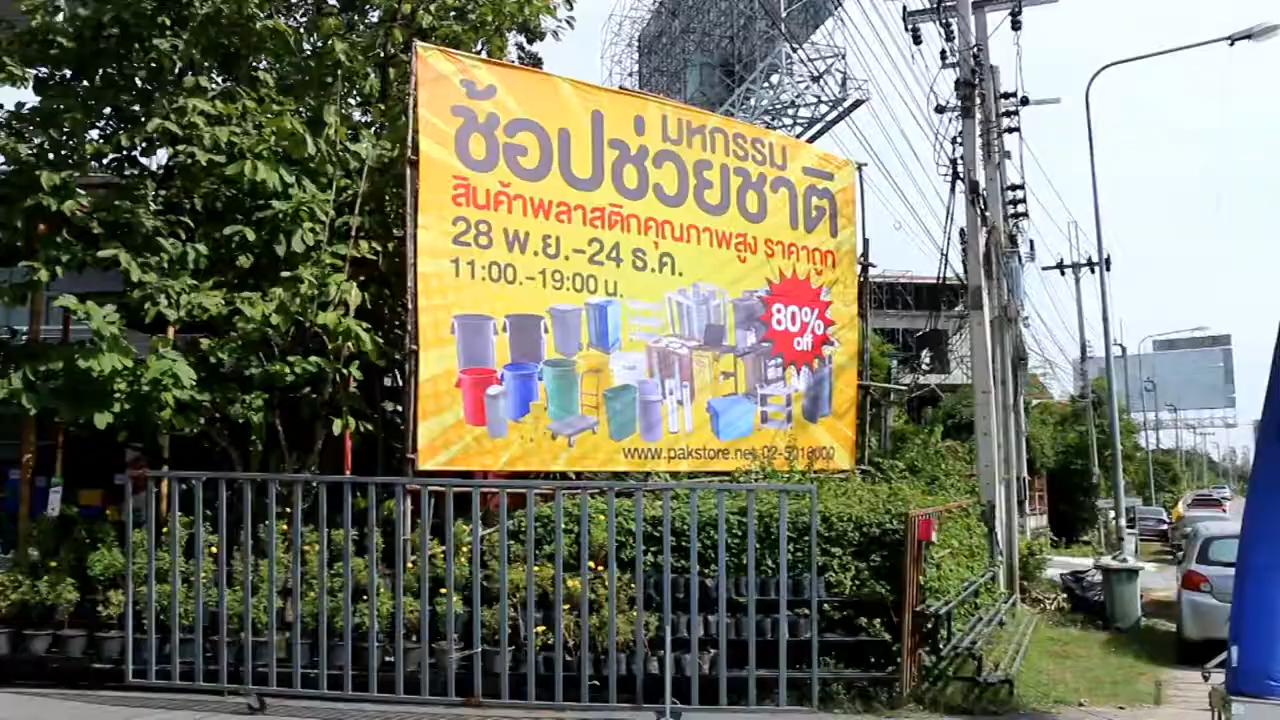 มหกรรม
ช้อปช่วยชาติ
สินค้าพลาสติกคุณภาพสูง ราคาถูก
28 พ.ย.-24 ธ.ค.
11:00.-19:00 น.
80%
off
www.pakstore.net 02-5018000